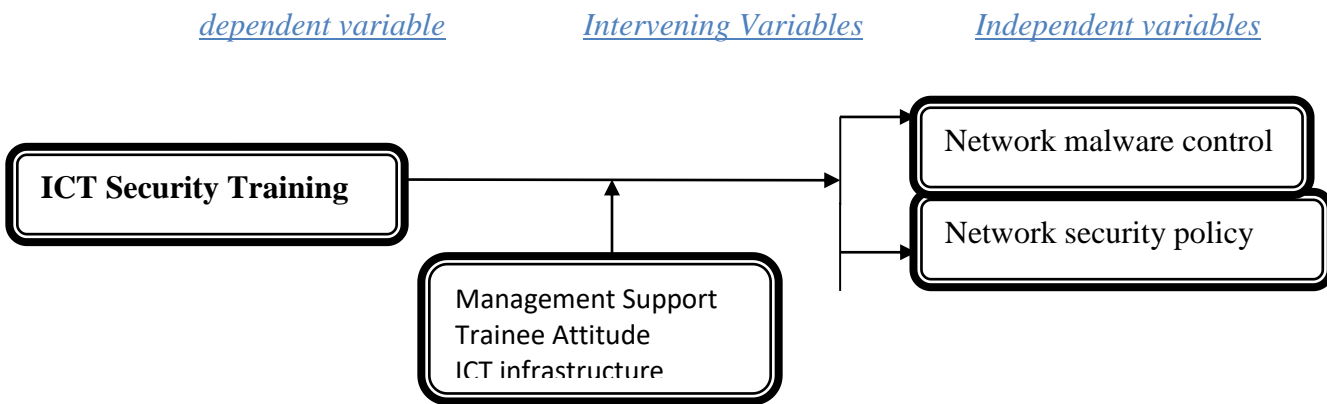 dependent variable Intervening Variables Independent variables
Network malware control
ICT Security Training
Network security policy
Management Support
Trainee Attitude
ICT infrastructure